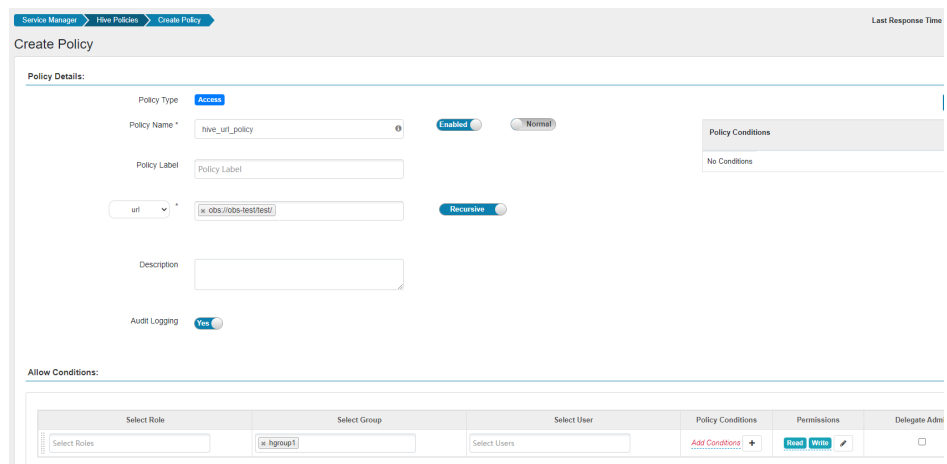 Service Manager Hive Policies Create Policy Last Response Time
Create Policy
Policy Details:
Policy Type Access
Policy Name * hive_url_policy Enabled Normal
Policy Conditions
No Conditions
Policy Label Policy Label
url * × obs://obs-test/test/ Recursive
Description
Audit Logging Yes
Allow Conditions:
Select Role Select Group Select User Policy Conditions Permissions Delegate Admi
Select Roles × hgroup1 Select Users Add Conditions + Read Write